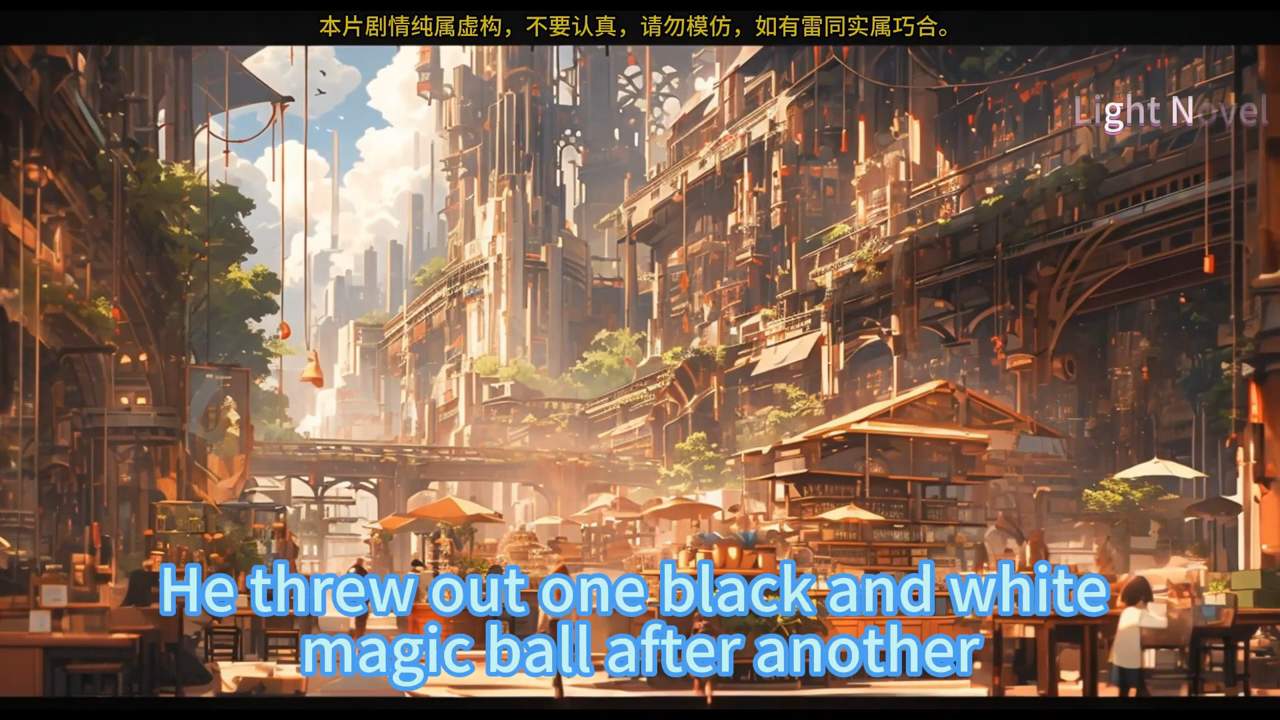 本片剧情纯属虚构，不要认真，请勿模仿，如有雷同实属巧合。
Light Novel
He threw out one black and white
magic ball after another